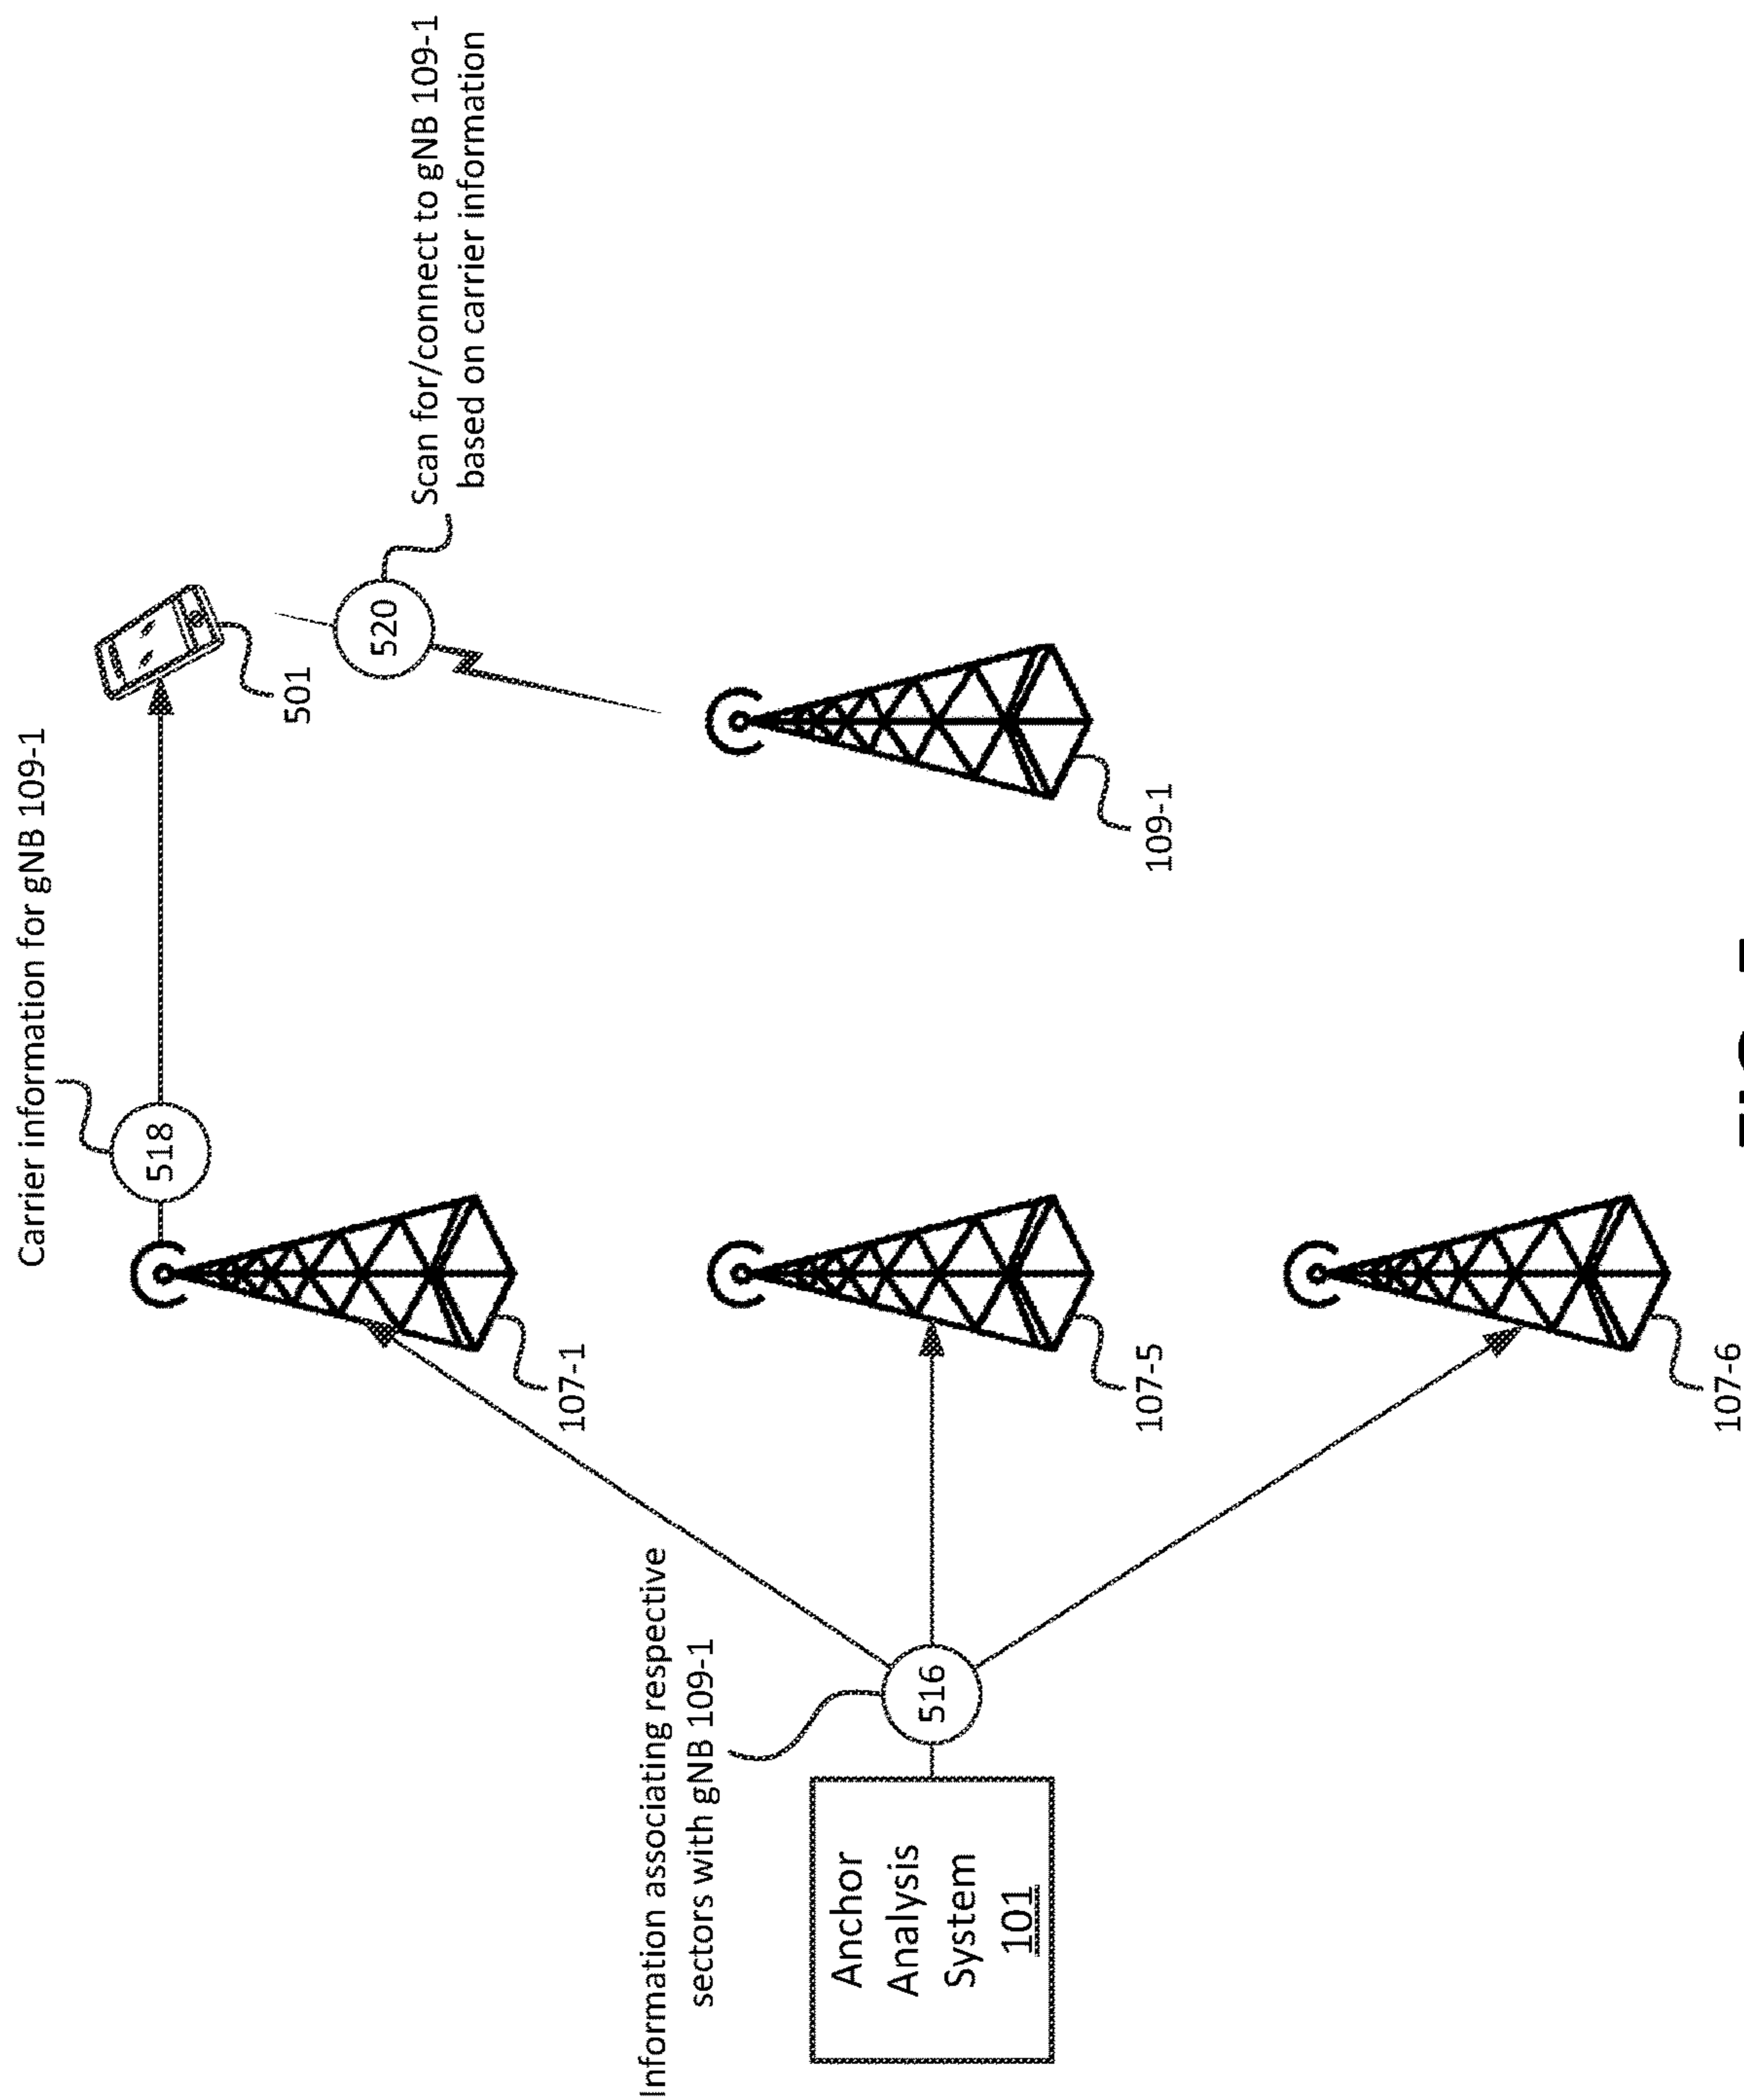 Carrier information for gNB 109-1
518
501
520
Scan for/connect to gNB 109-1
based on carrier information
107-1
Information associating respective
sectors with gNB 109-1
516
Anchor
Analysis
System
101
107-5
109-1
107-6